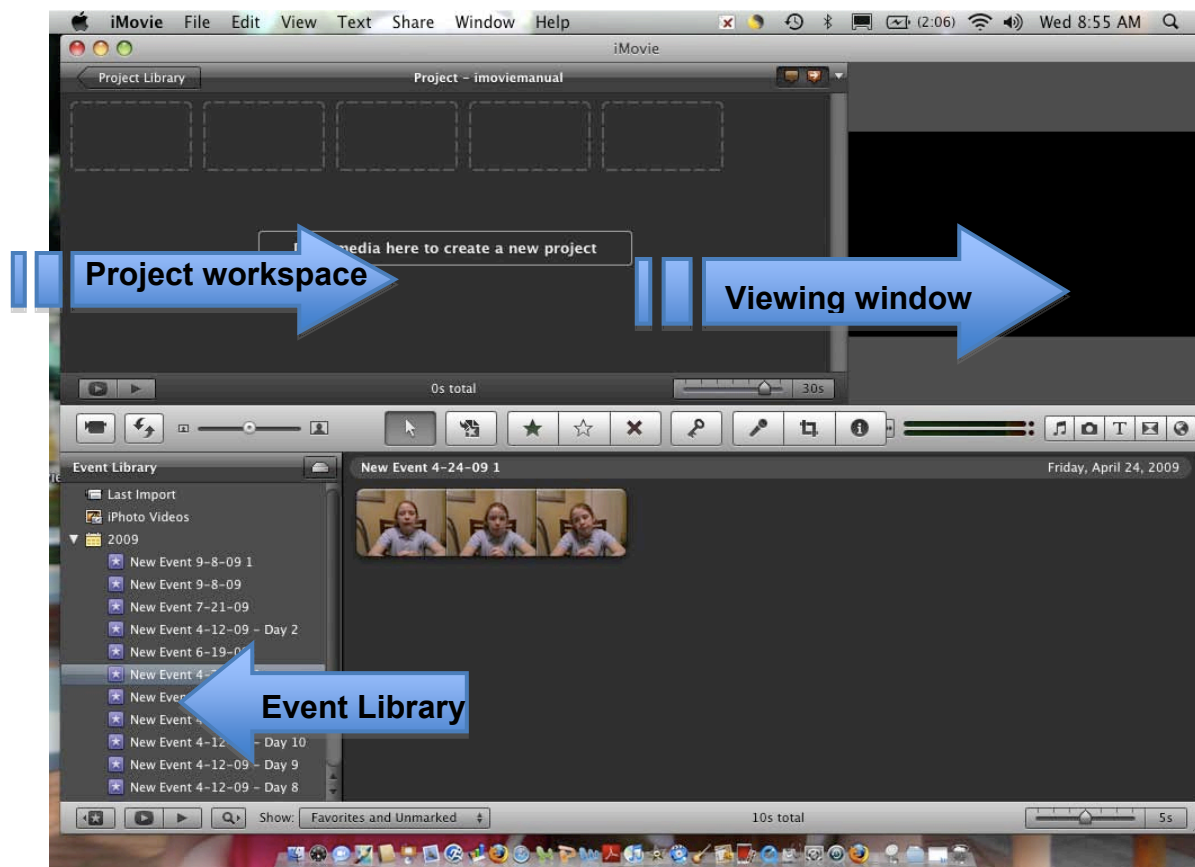 iMovie File Edit View Text Share Window Help (2:06) Wed 8:55 AM
iMovie
Project Library Project – imoviemanual
media here to create a new project
Project workspace
Viewing window
0s total 30s
Event Library New Event 4-24-09 1 Friday, April 24, 2009
Last Import
iPhoto Videos
2009
New Event 9-8-09 1
New Event 9-8-09
New Event 7-21-09
New Event 4-12-09 – Day 2
New Event 6-19-0
New Event 4-
New Even
Event Library
New Event 4
New Event 4-12 – Day 10
New Event 4-12-09 – Day 9
New Event 4-12-09 – Day 8
Show: Favorites and Unmarked 10s total 5s